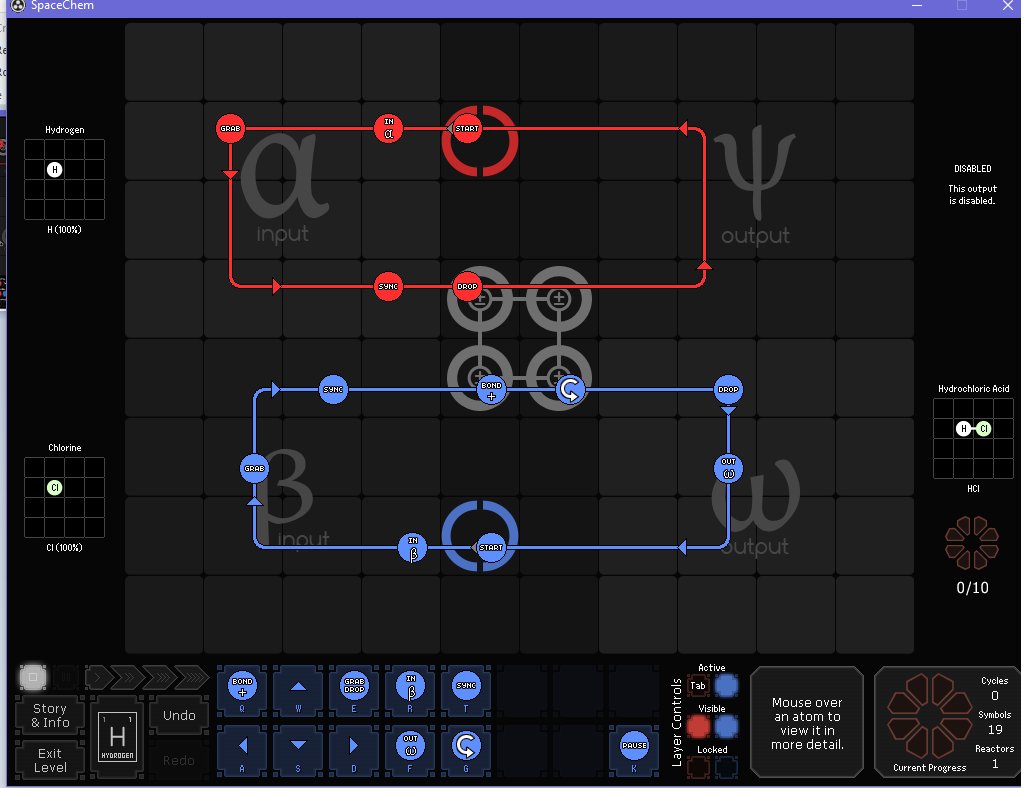 SpaceChem
Hydrogen
H
H (100%)
GRAB
IN
α
START
α
input
ψ
output
DISABLED
This output
is disabled.
SYNC
DROP
±
±
SYNC
BOND
+
DROP
Hydrochloric Acid
H Cl
HCl
Chlorine
Cl
Cl (100%)
GRAB
β
input
OUT
ω
ω
output
IN
β
START
0/10
Story
& Info
Exit
Level
1 1
H
HYDROGEN
Undo
Redo
BOND
+
Q
W
GRAB
DROP
E
IN
β
R
SYNC
T
A
S
D
OUT
ω
F
G
PAUSE
K
Layer Controls
Active
Tab
Visible
Locked
Mouse over
an atom to
view it in
more detail.
Cycles
0
Symbols
19
Reactors
1
Current Progress